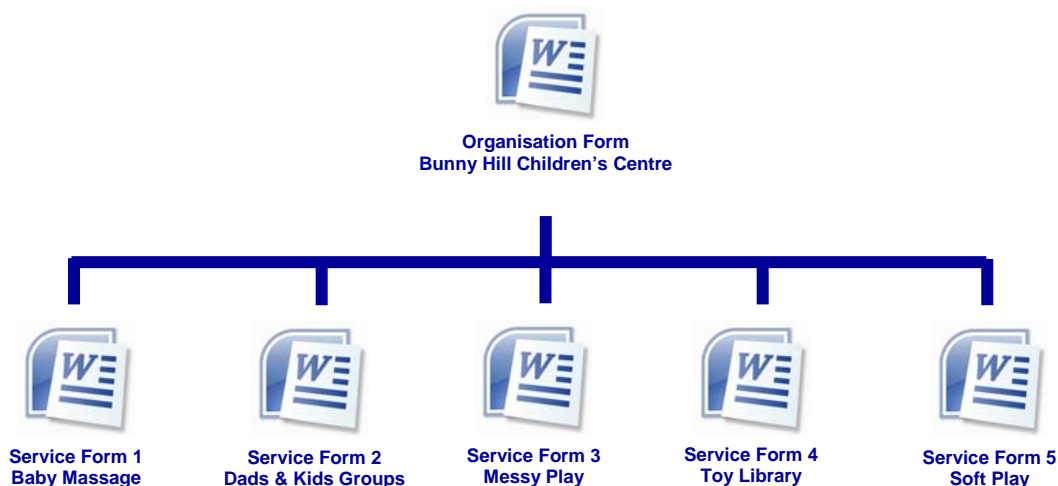 Organisation Form
Bunny Hill Children's Centre
Service Form 1
Baby Massage
Service Form 2
Dads & Kids Groups
Service Form 3
Messy Play
Service Form 4
Toy Library
Service Form 5
Soft Play